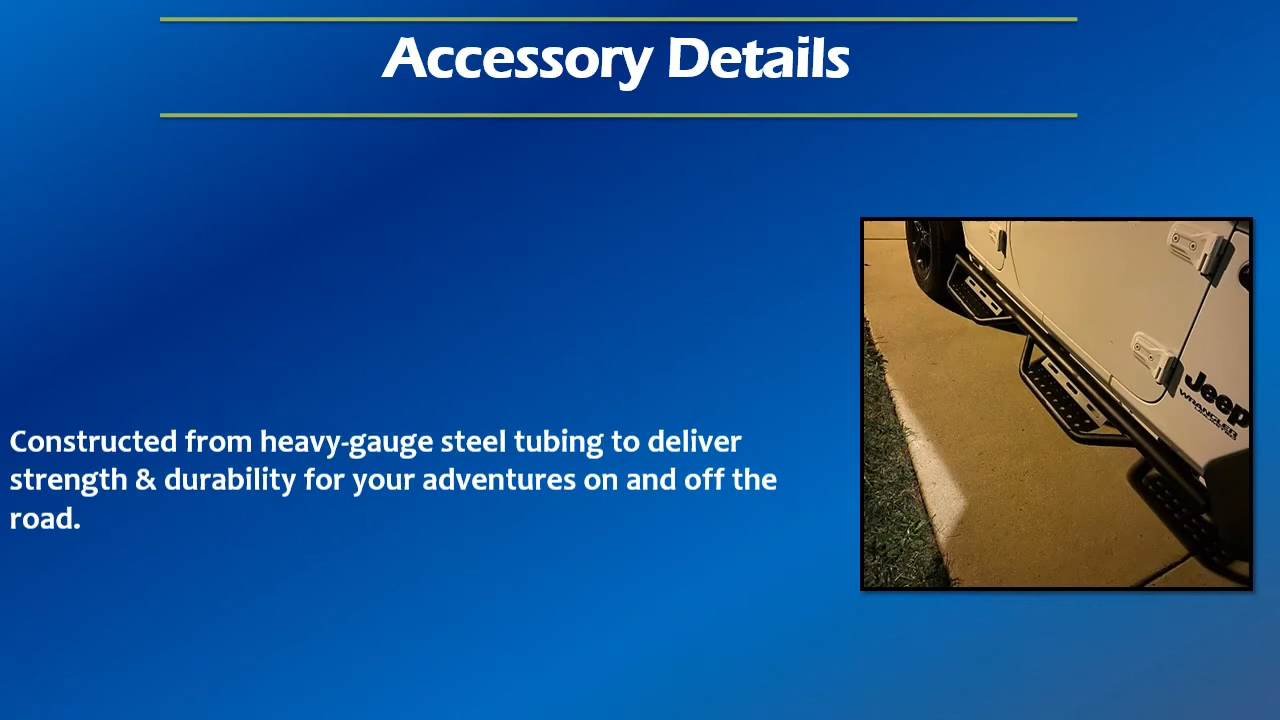 Accessory Details
Constructed from heavy-gauge steel tubing to deliver
strength & durability for your adventures on and off the
road.
Jeep
WRANGLER